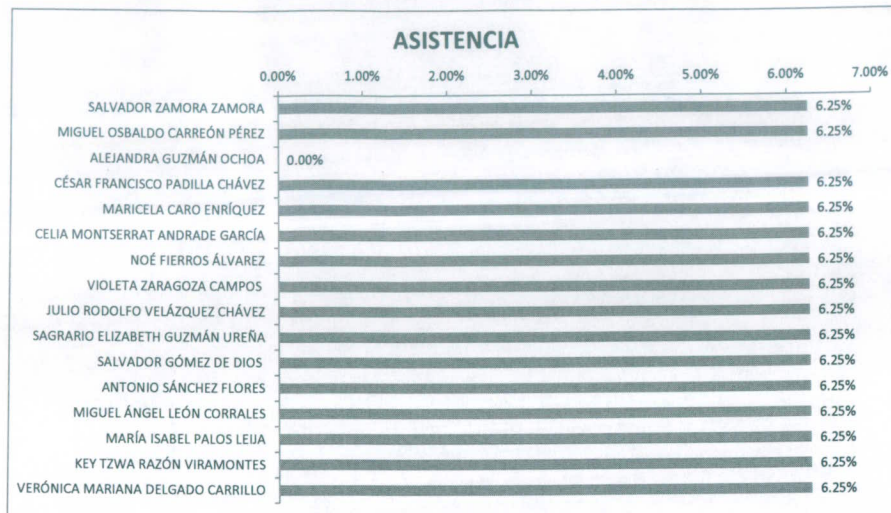 ASISTENCIA
0.00% 1.00% 2.00% 3.00% 4.00% 5.00% 6.00% 7.00%
SALVADOR ZAMORA ZAMORA 6.25%
MIGUEL OSBALDO CARREÓN PÉREZ 6.25%
ALEJANDRA GUZMÁN OCHOA 0.00%
CÉSAR FRANCISCO PADILLA CHÁVEZ 6.25%
MARICELA CARO ENRÍQUEZ 6.25%
CELIA MONTSERRAT ANDRADE GARCÍA 6.25%
NOÉ FIERROS ÁLVAREZ 6.25%
VIOLETA ZARAGOZA CAMPOS 6.25%
JULIO RODOLFO VELÁZQUEZ CHÁVEZ 6.25%
SAGRARIO ELIZABETH GUZMÁN UREÑA 6.25%
SALVADOR GÓMEZ DE DIOS 6.25%
ANTONIO SÁNCHEZ FLORES 6.25%
MIGUEL ÁNGEL LEÓN CORRALES 6.25%
MARÍA ISABEL PALOS LEIJA 6.25%
KEY TZWA RAZÓN VIRAMONTES 6.25%
VERÓNICA MARIANA DELGADO CARRILLO 6.25%